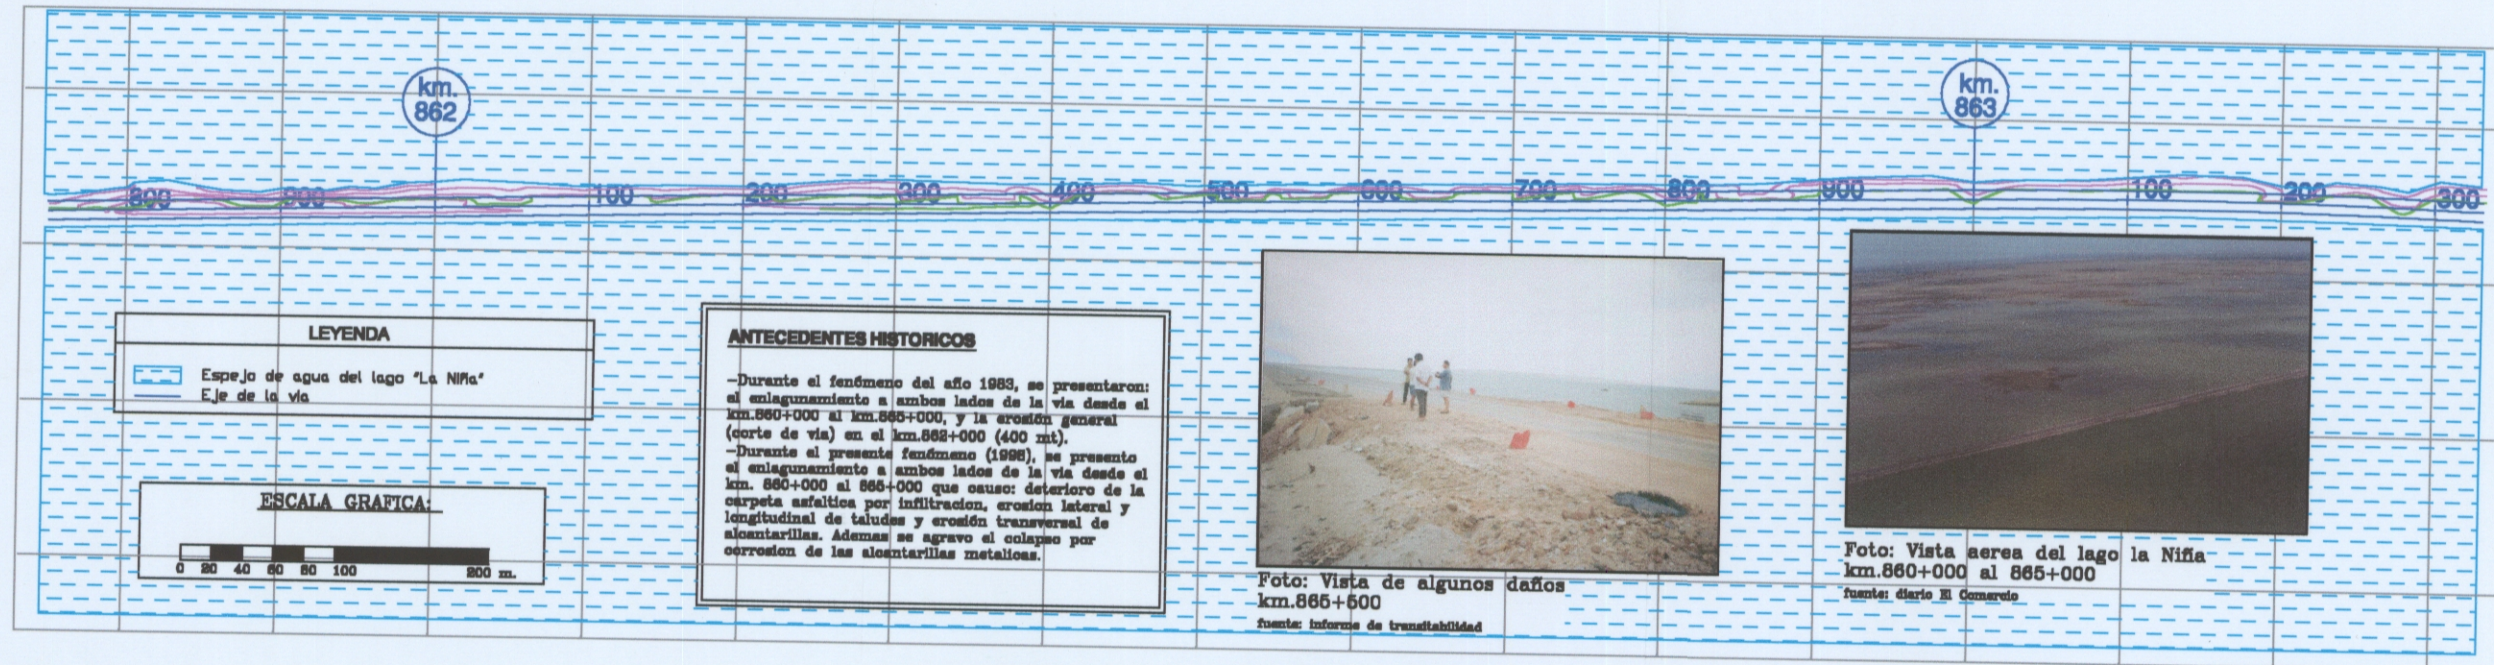 km.
862
km.
863
800
900
100
200
300
400
500
600
700
800
900
100
200
300
LEYENDA
Espejo de agua del lago "La Niña"
Eje de la via
ESCALA GRAFICA:
0 20 40 60 80 100 200 m.
ANTECEDENTES HISTORICOS
-Durante el fenómeno del año 1983, se presentaron:
el enlagunamiento a ambos lados de la via desde el
km.860+000 al km.865+000, y la erosión general
(corte de via) en el km.862+000 (400 mt).
-Durante el presente fenómeno (1998), se presento
el enlagunamiento a ambos lados de la via desde el
km. 860+000 al 865+000 que causo: deterioro de la
carpeta asfaltica por infiltracion, erosion lateral y
longitudinal de taludes y erosión transversal de
alcantarillas. Ademas se agravo el colapso por
corrosion de las alcantarillas metalicas.
Foto: Vista de algunos daños
km.865+500
fuente: informe de transitabilidad
Foto: Vista aerea del lago la Niña
km.860+000 al 865+000
fuente: diario El Comercio